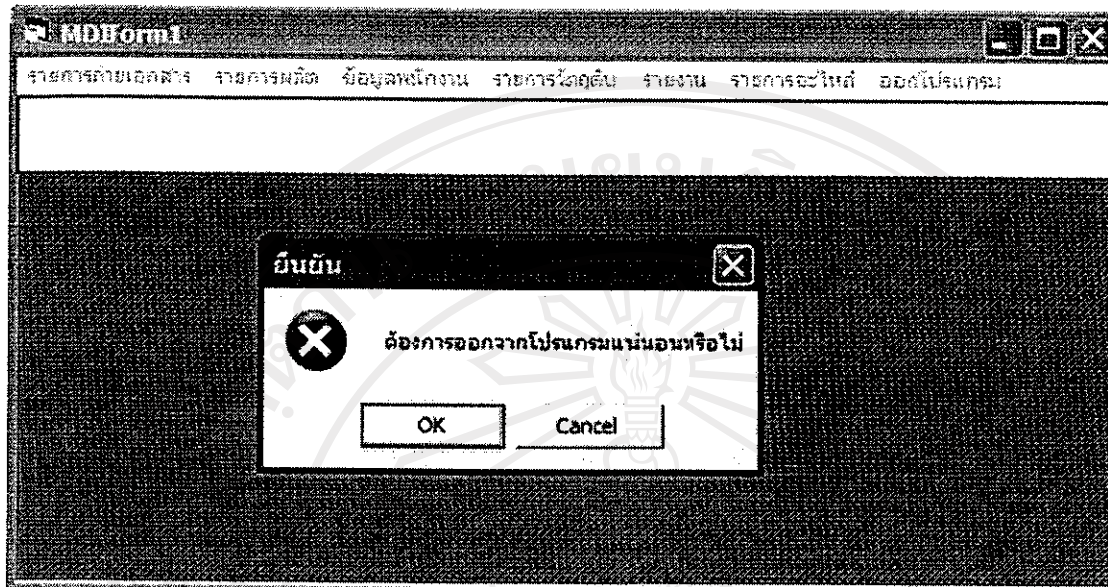 MDIForm1
รายการถ่ายเอกสาร รายการผลิต ข้อมูลพนักงาน รายการวัตถุดิบ รายงาน รายการอะไหล่ ออกโปรแกรม
ยืนยัน
ต้องการออกจากโปรแกรมแน่นอนหรือไม่
OK Cancel